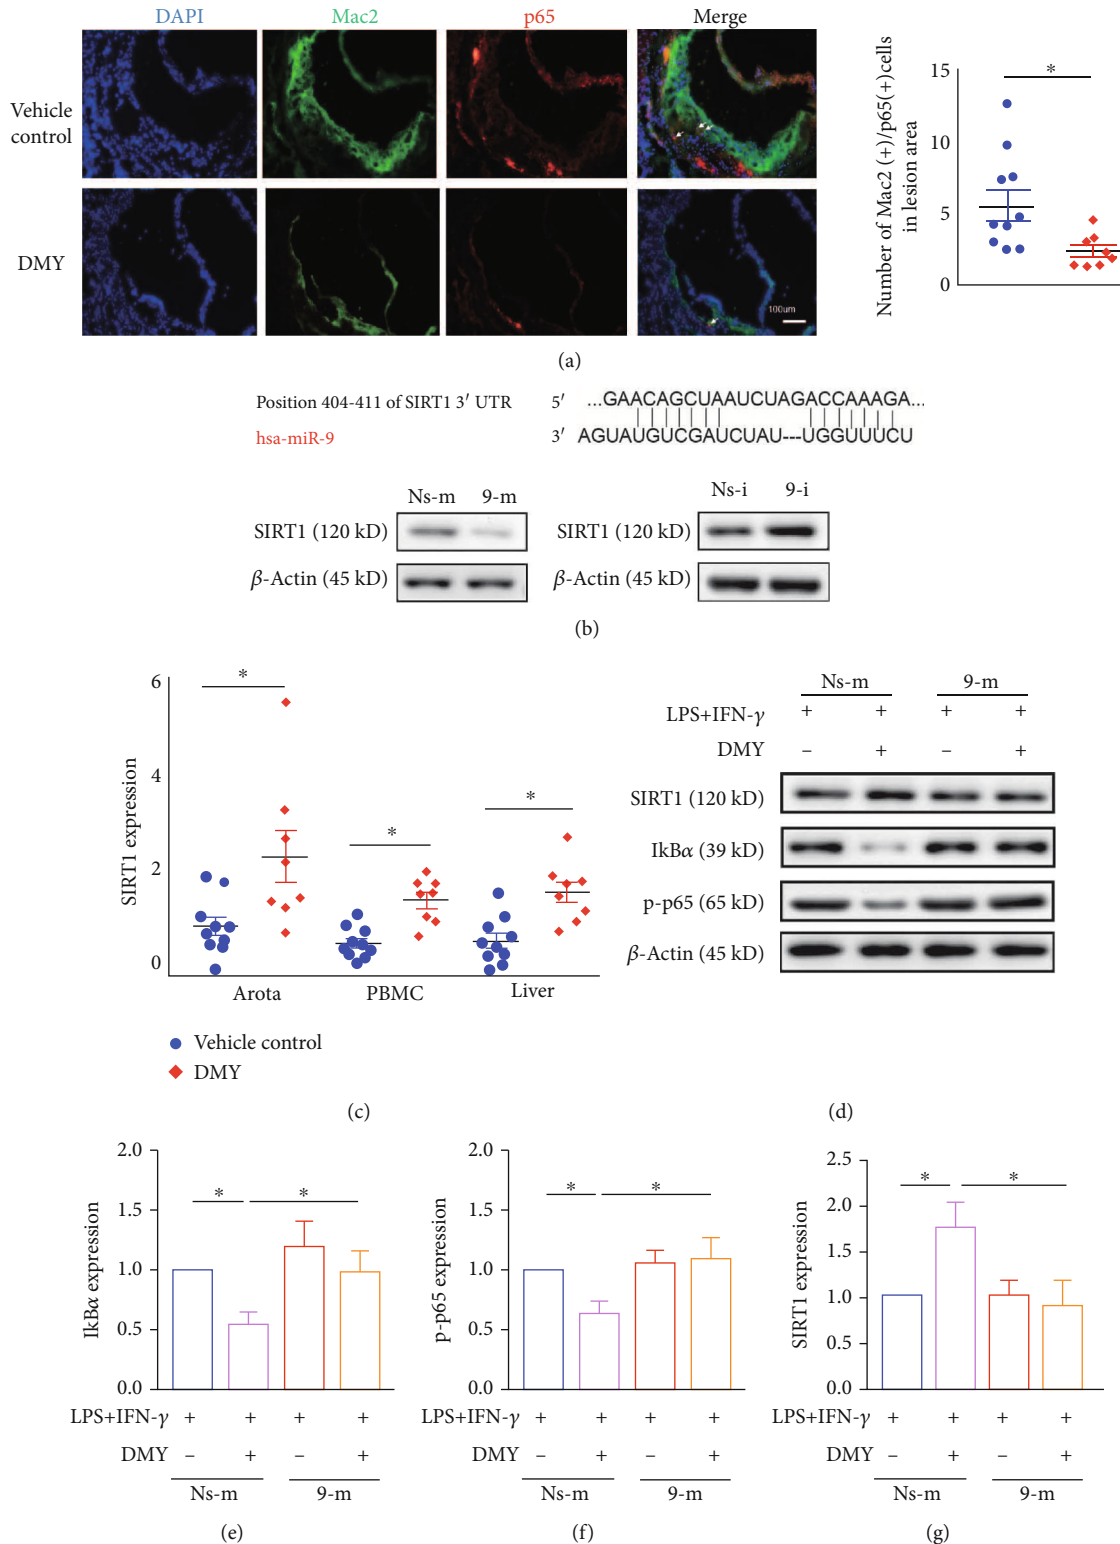 DAPI Mac2 p65 Merge
Vehicle control
DMY
100um
Number of Mac2 (+)/p65(+)cells
in lesion area
15
10
5
0
*
(a)
Position 404-411 of SIRT1 3′ UTR 5′ ...GAACAGCUAAUCUAGACCAAAGA...
hsa-miR-9 3′ AGUAUGUCGAUCUAU---UGGUUUCU
Ns-m 9-m
SIRT1 (120 kD)
β-Actin (45 kD)
Ns-i 9-i
SIRT1 (120 kD)
β-Actin (45 kD)
(b)
SIRT1 expression
6
4
2
0
* * *
Arota PBMC Liver
Vehicle control
DMY
(c)
Ns-m 9-m
LPS+IFN-γ + + + +
DMY – + – +
SIRT1 (120 kD)
IkBα (39 kD)
p-p65 (65 kD)
β-Actin (45 kD)
(d)
IkBα expression
2.0
1.5
1.0
0.5
0.0
* *
LPS+IFN-γ + + + +
DMY – + – +
Ns-m 9-m
(e)
p-p65 expression
2.0
1.5
1.0
0.5
0.0
* *
LPS+IFN-γ + + + +
DMY – + – +
Ns-m 9-m
(f)
SIRT1 expression
2.5
2.0
1.5
1.0
0.5
0.0
* *
LPS+IFN-γ + + + +
DMY – + – +
Ns-m 9-m
(g)